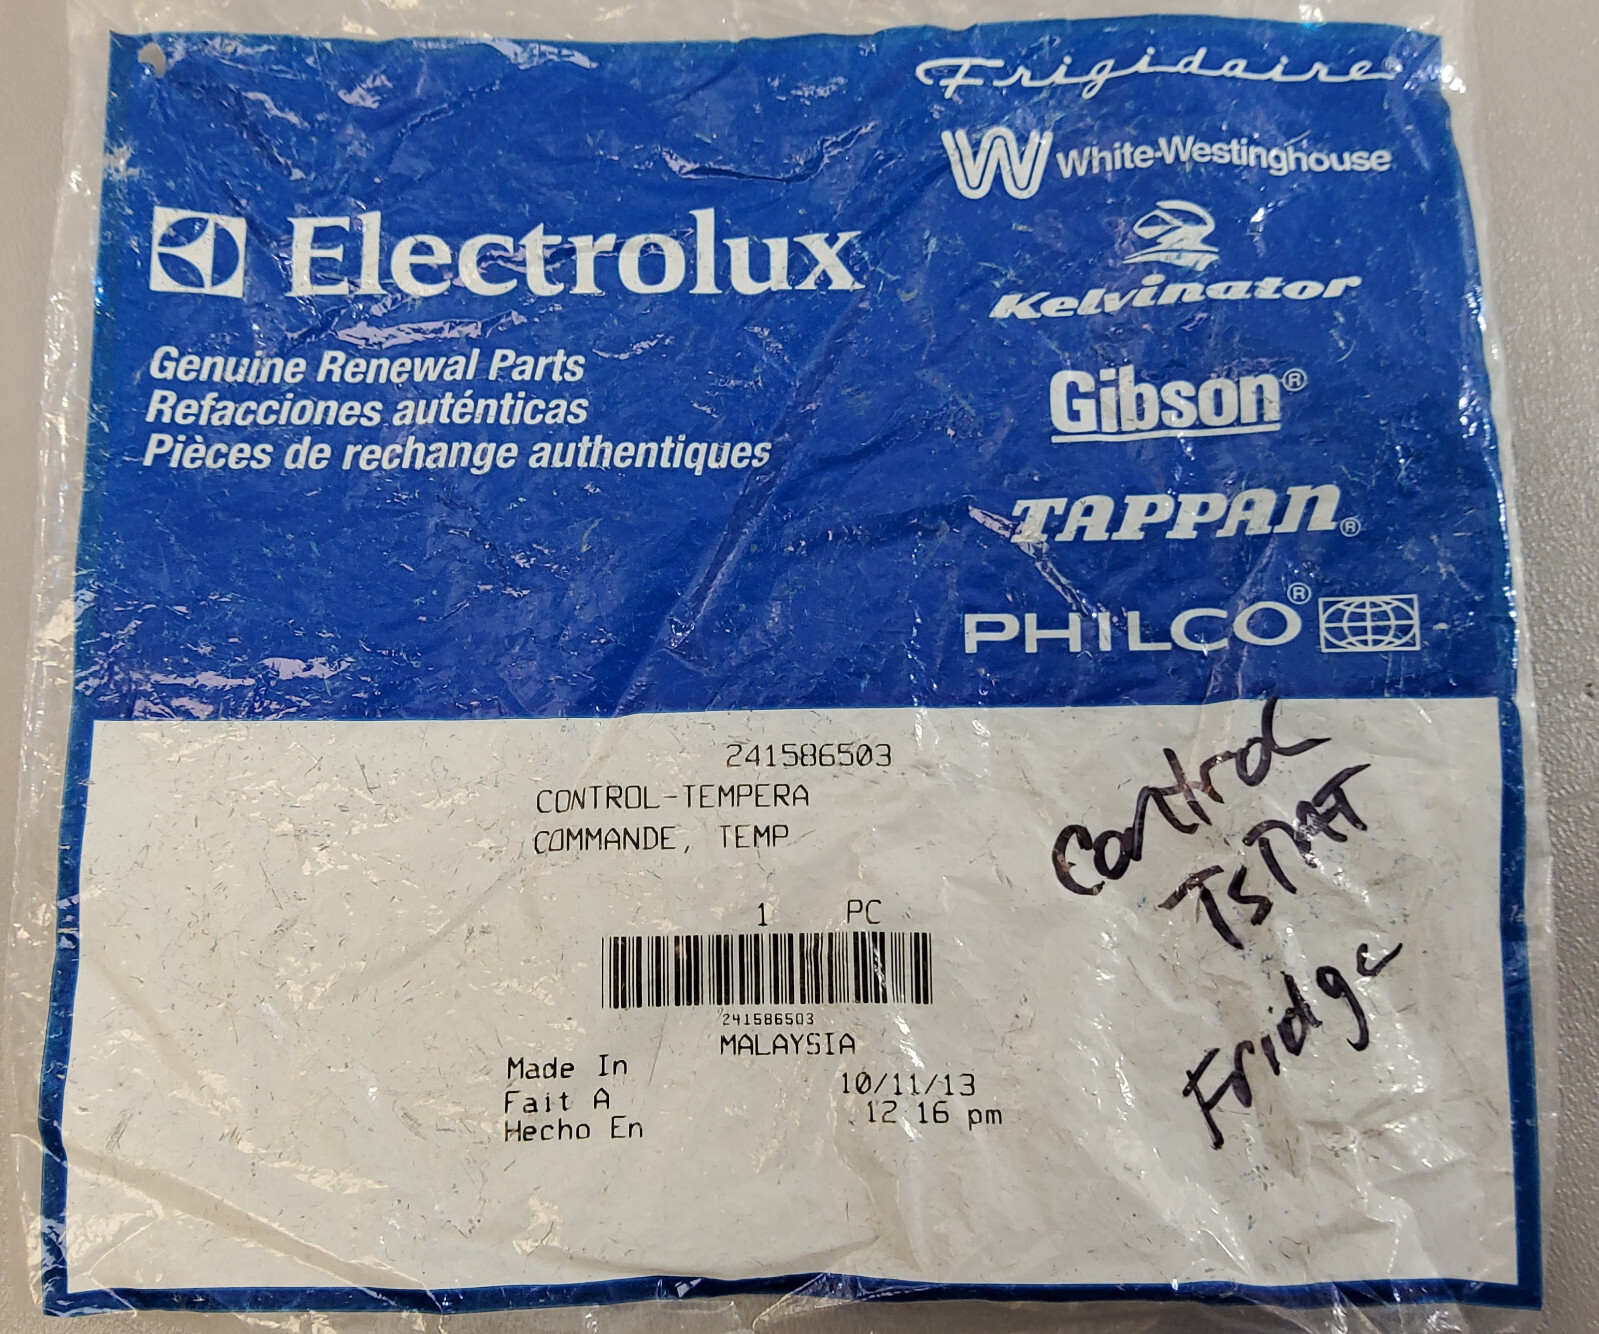 Frigidaire
W White-Westinghouse
Kelvinator
Electrolux
Genuine Renewal Parts
Refacciones auténticas
Pièces de rechange authentiques
Gibson®
TAPPAN®
PHILCO®
241586503
CONTROL-TEMPERA
COMMANDE, TEMP
1 PC
241586503
MALAYSIA
Made In
Fait A
Hecho En
10/11/13
12 16 pm
Control
TSTAT
Fridge